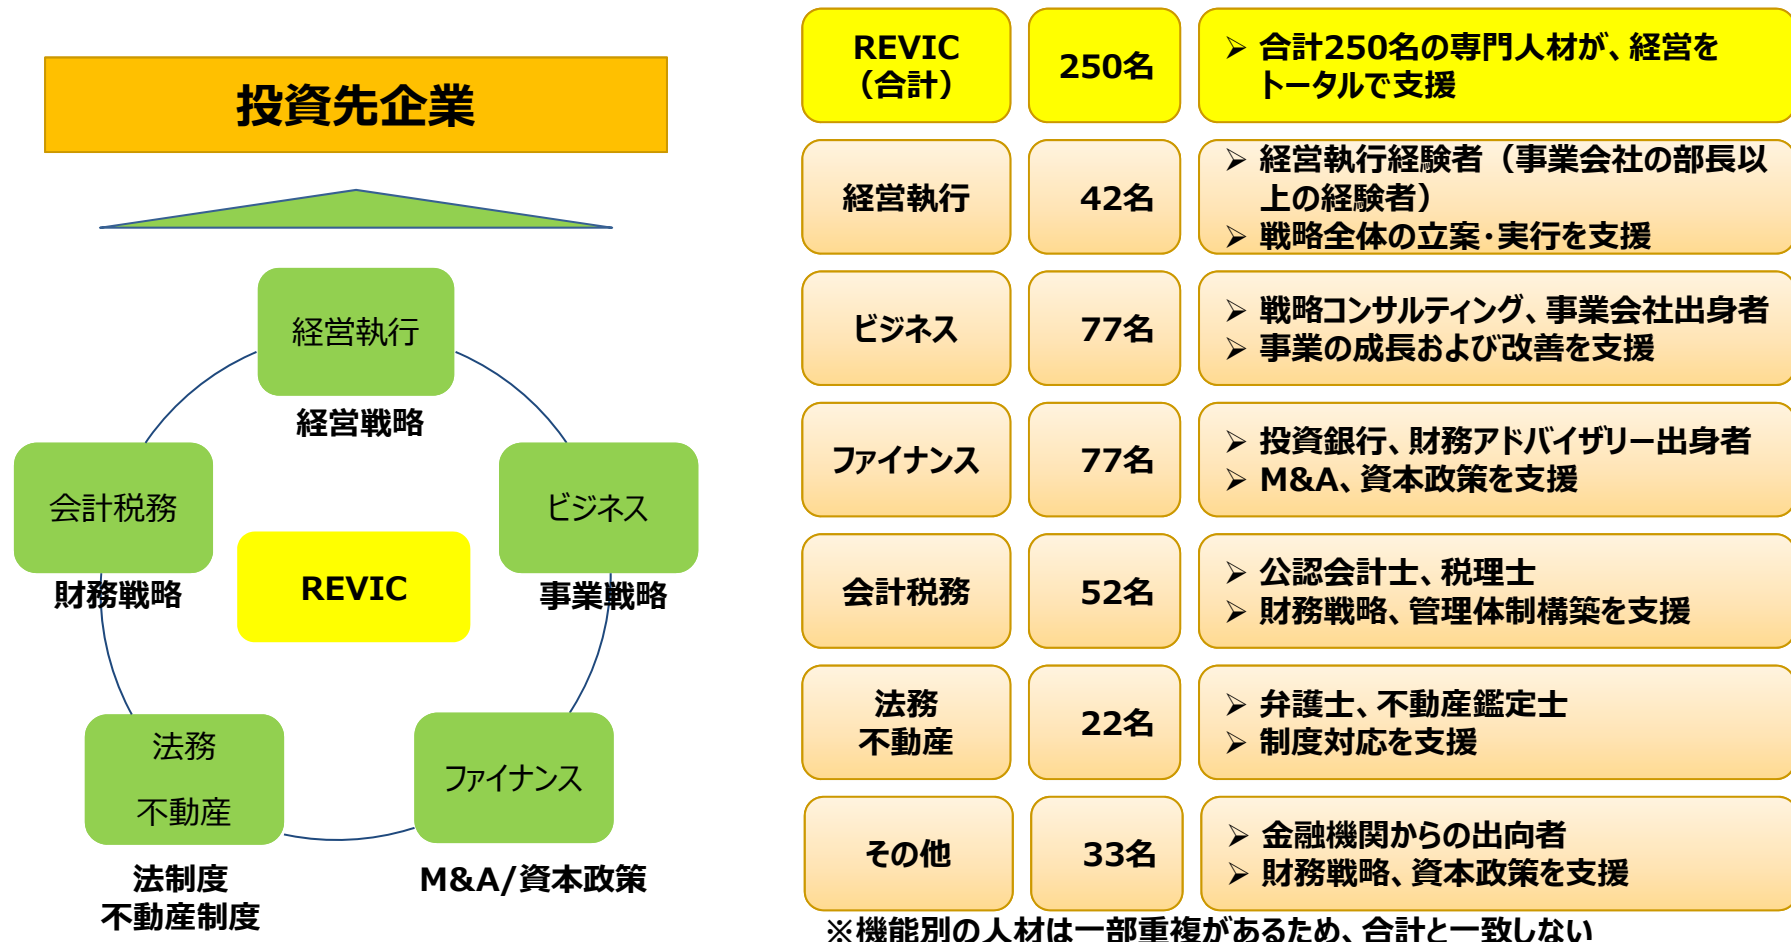 投資先企業
経営執行
経営戦略
会計税務
財務戦略
ビジネス
事業戦略
REVIC
法務
不動産
法制度
不動産制度
ファイナンス
M&A/資本政策
REVIC
（合計）
250名
➢ 合計250名の専門人材が、経営を
トータルで支援
経営執行
42名
➢ 経営執行経験者（事業会社の部長以
上の経験者）
➢ 戦略全体の立案・実行を支援
ビジネス
77名
➢ 戦略コンサルティング、事業会社出身者
➢ 事業の成長および改善を支援
ファイナンス
77名
➢ 投資銀行、財務アドバイザリー出身者
➢ M&A、資本政策を支援
会計税務
52名
➢ 公認会計士、税理士
➢ 財務戦略、管理体制構築を支援
法務
不動産
22名
➢ 弁護士、不動産鑑定士
➢ 制度対応を支援
その他
33名
➢ 金融機関からの出向者
➢ 財務戦略、資本政策を支援
※機能別の人材は一部重複があるため、合計と一致しない